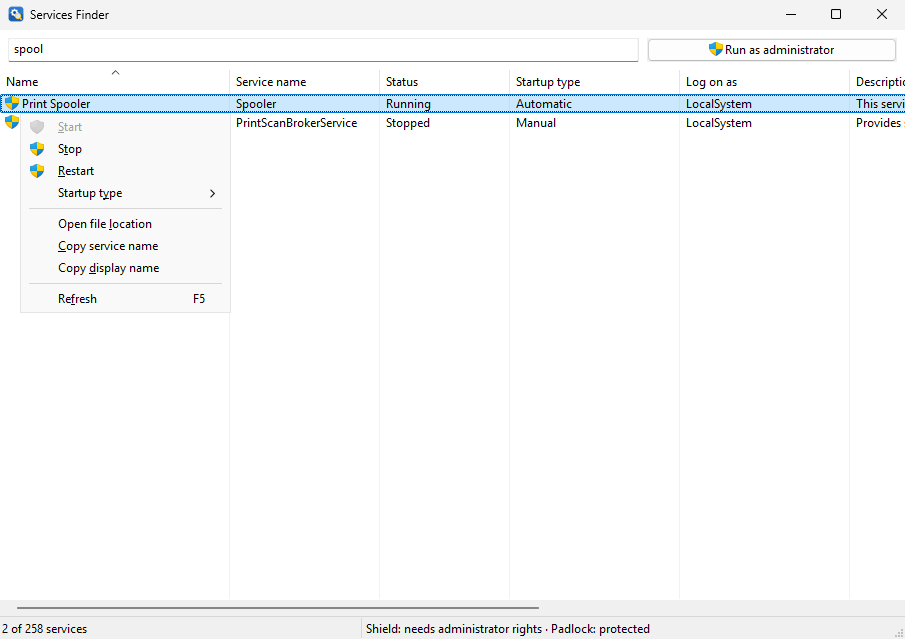 Services Finder
spool
Run as administrator
Name Service name Status Startup type Log on as Descriptio
Print Spooler Spooler Running Automatic LocalSystem This servi
PrintScanBrokerService Stopped Manual LocalSystem Provides
Start
Stop
Restart
Startup type
Open file location
Copy service name
Copy display name
Refresh F5
2 of 258 services Shield: needs administrator rights · Padlock: protected